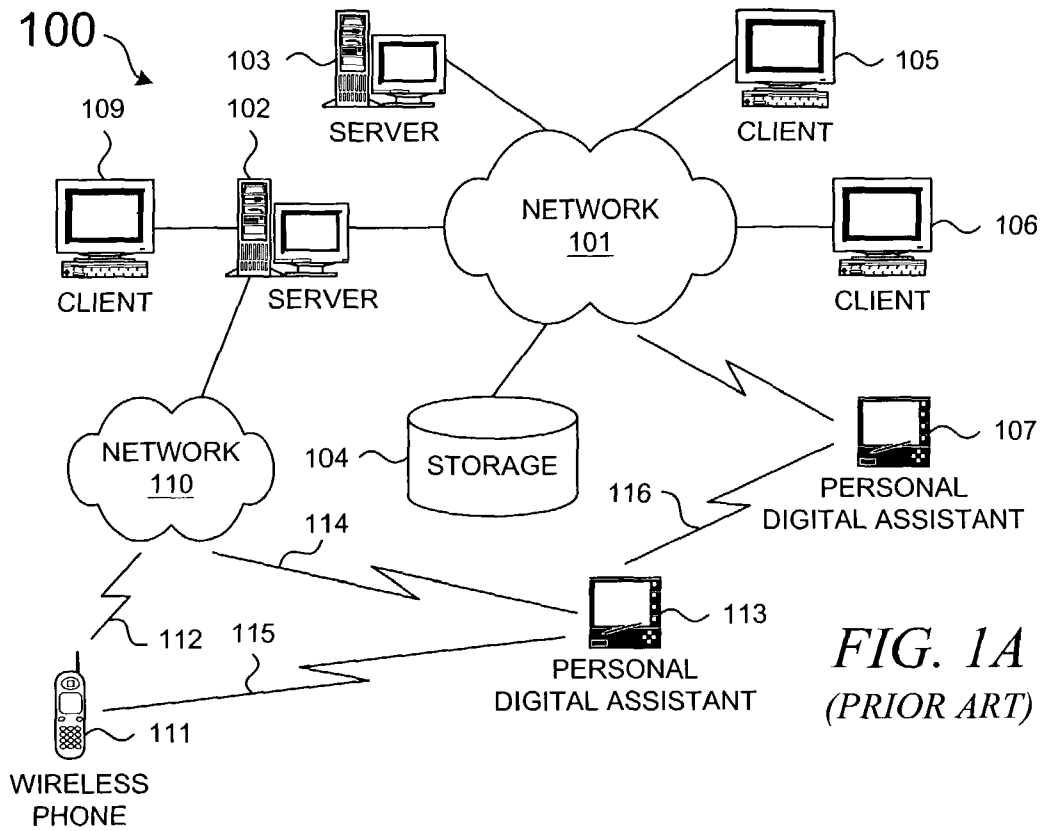 100
103
SERVER
105
CLIENT
109
CLIENT
102
SERVER
NETWORK
101
106
CLIENT
NETWORK
110
104
STORAGE
107
PERSONAL
DIGITAL ASSISTANT
116
114
113
PERSONAL
DIGITAL ASSISTANT
112
115
111
WIRELESS
PHONE
FIG. 1A
(PRIOR ART)